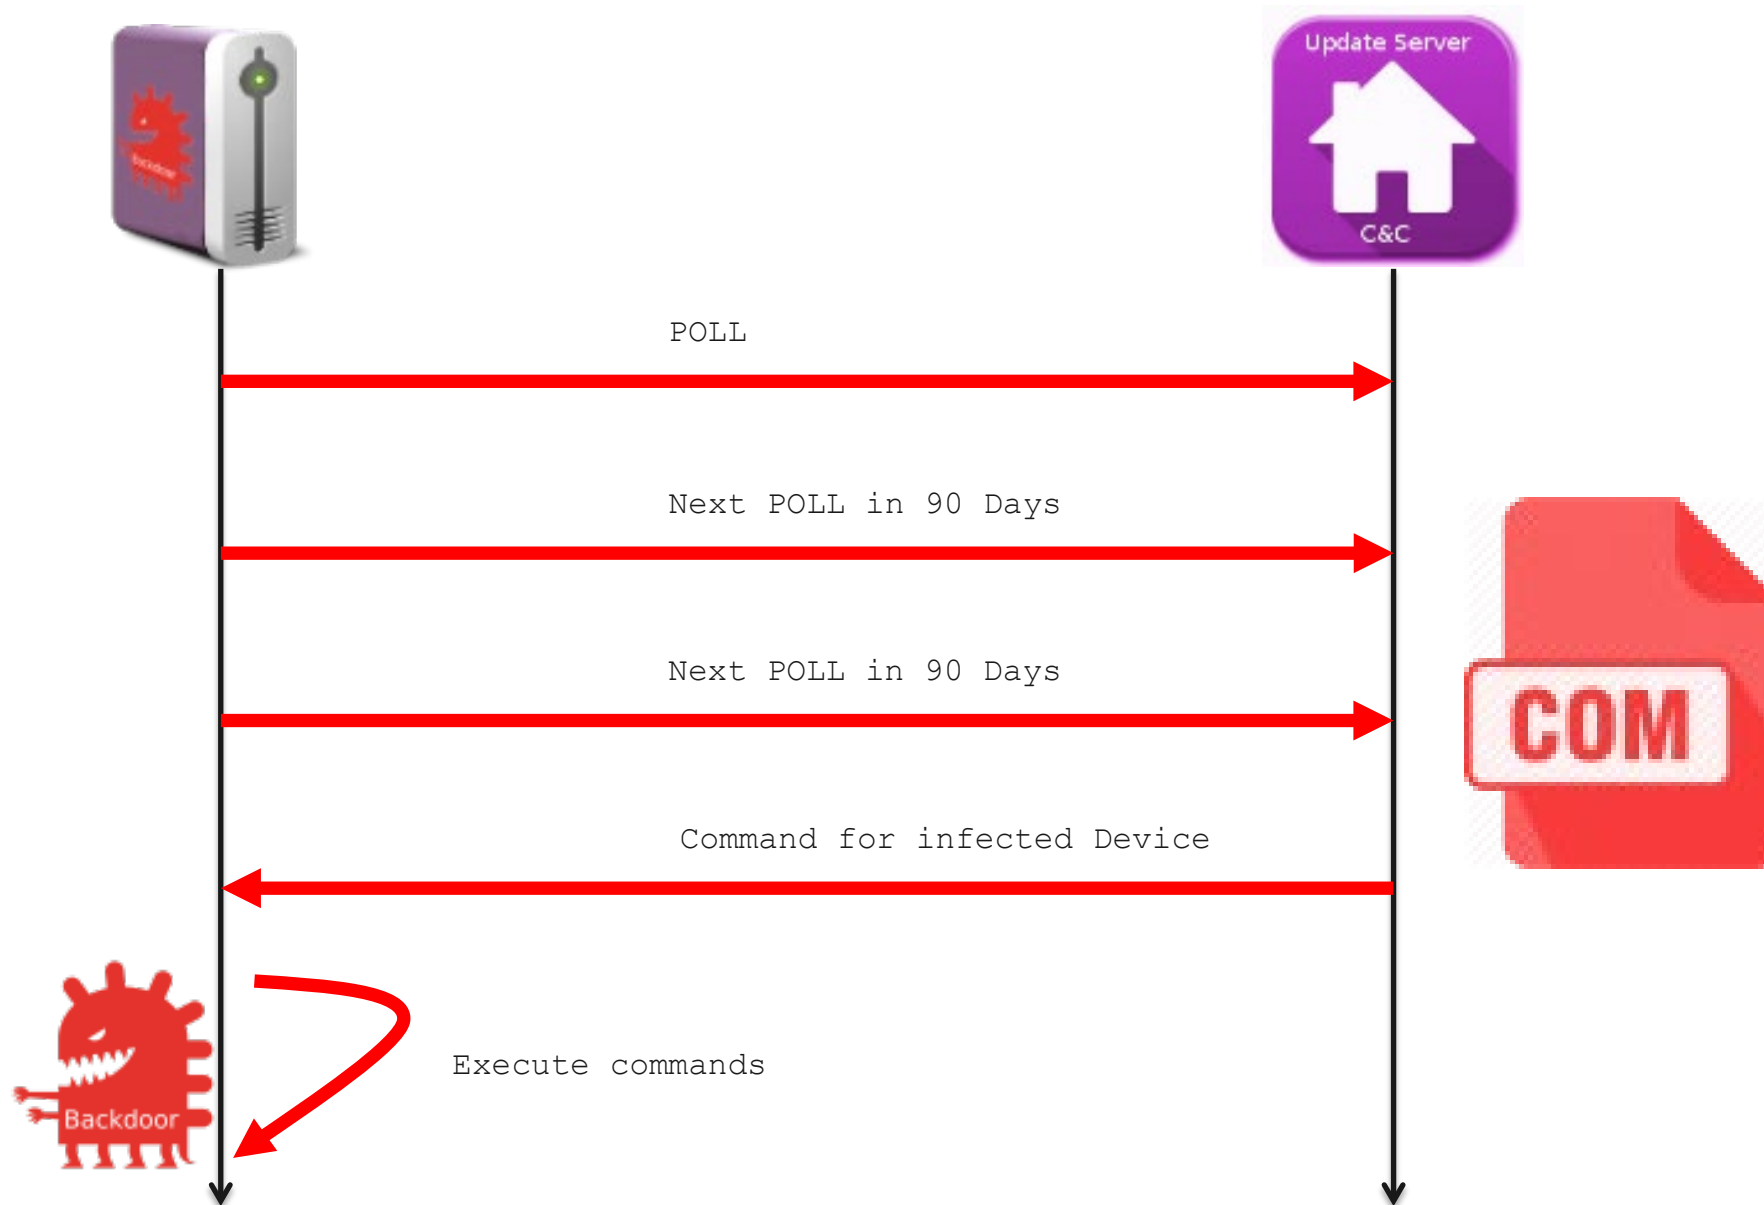 Update Server
C&C
Backdoor
POLL
Next POLL in 90 Days
Next POLL in 90 Days
COM
Command for infected Device
Execute commands
Backdoor